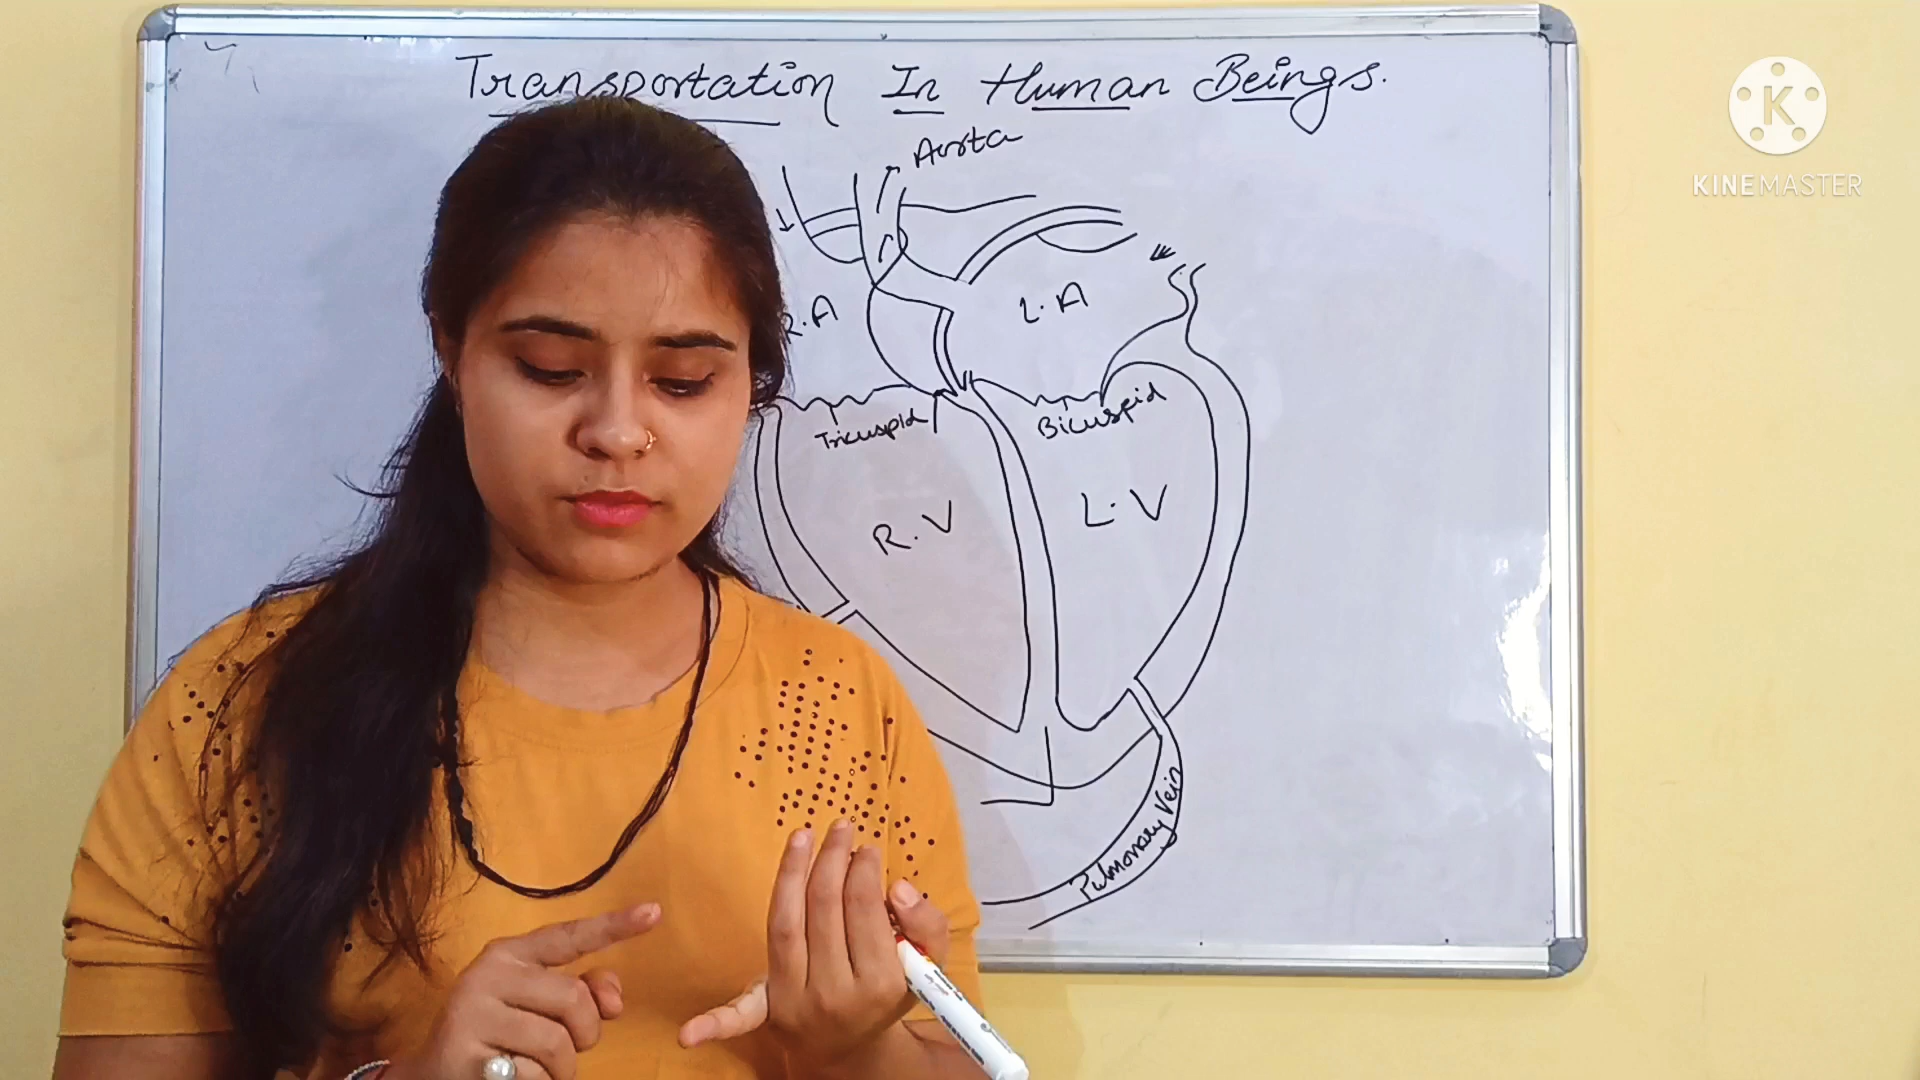 Transportation In Human Beings.
Aorta
R.A
L.A
Tricuspid
Bicuspid
R.V
L.V
Pulmonary Vein
K
KINEMASTER